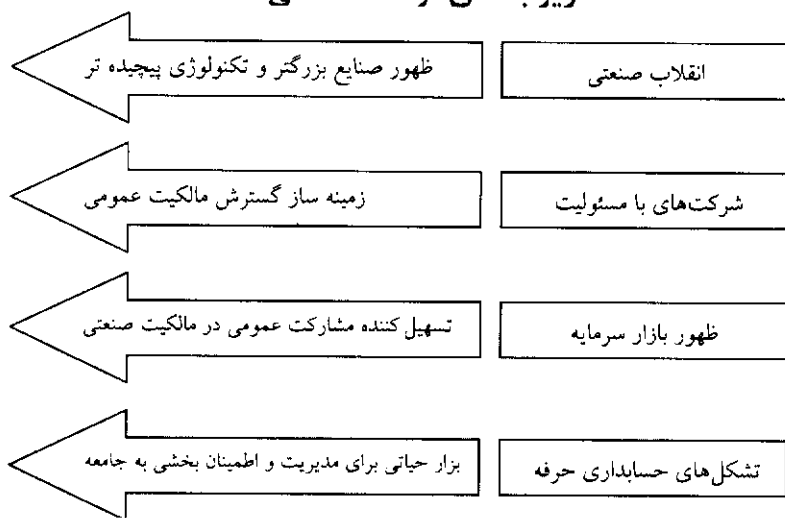 انقلاب صنعتی
ظهور صنایع بزرگتر و تکنولوژی پیچیده تر
شرکت‌های با مسئولیت
زمینه ساز گسترش مالکیت عمومی
ظهور بازار سرمایه
تسهیل کننده مشارکت عمومی در مالکیت صنعتی
تشکل‌های حسابداری حرفه
بزار حیاتی برای مدیریت و اطمینان بخشی به جامعه